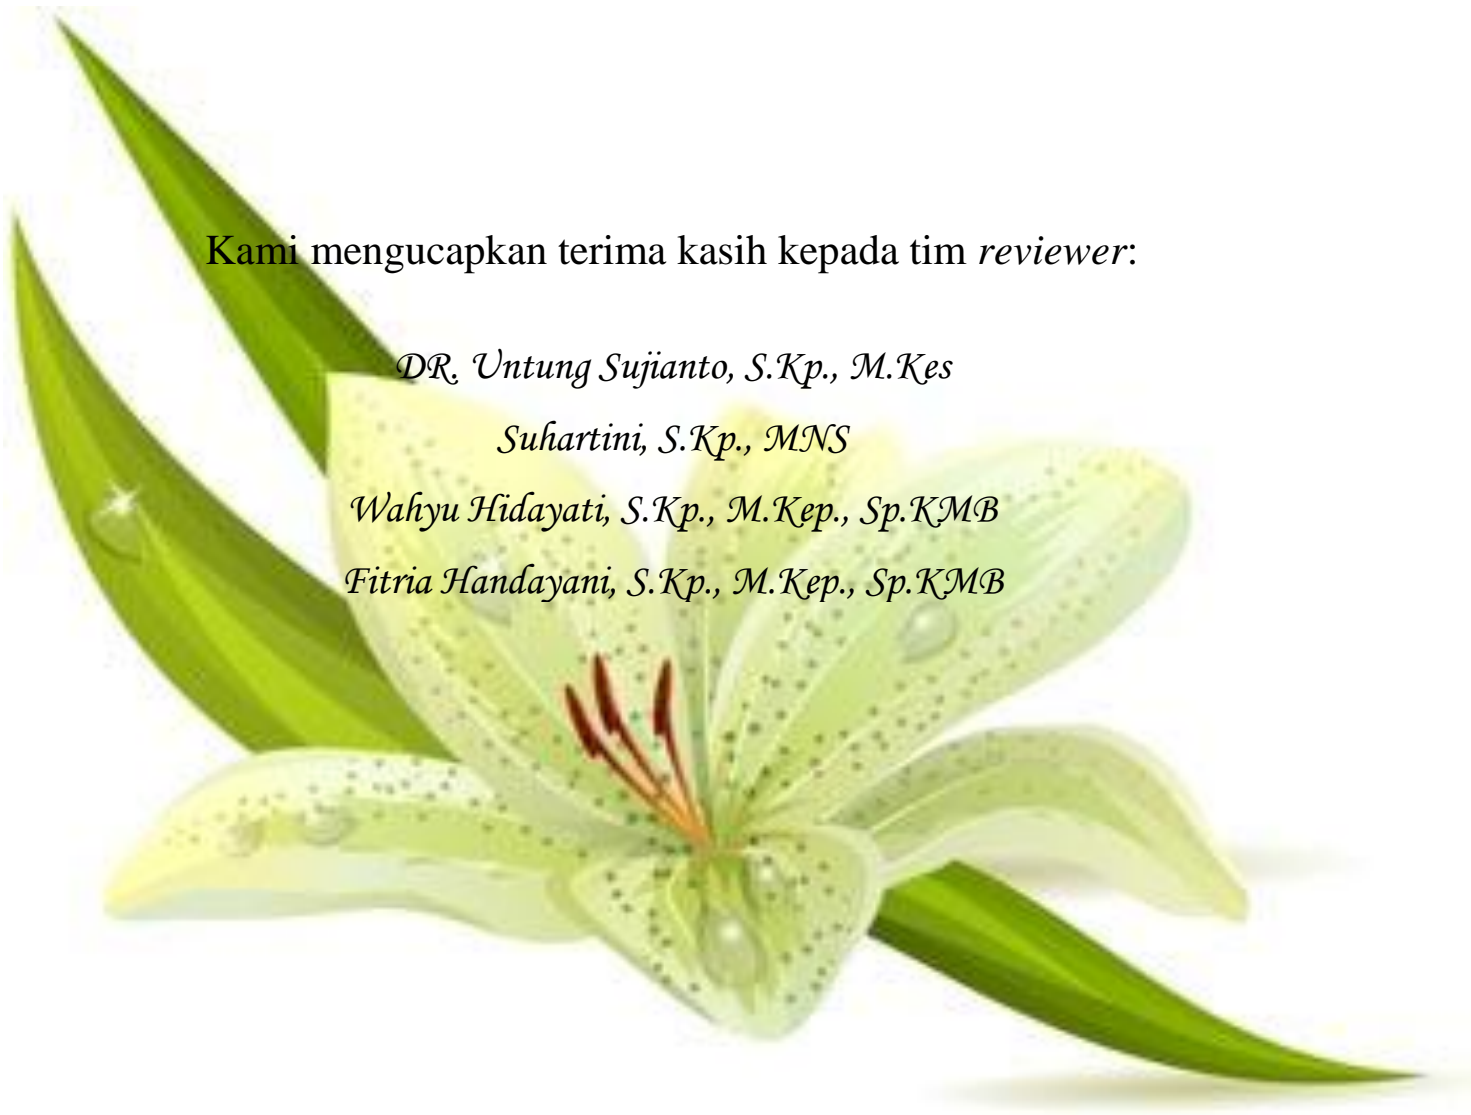 Kami mengucapkan terima kasih kepada tim reviewer:
DR. Untung Sujianto, S.Kp., M.Kes
Suhartini, S.Kp., MNS
Wahyu Hidayati, S.Kp., M.Kep., Sp.KMB
Fitria Handayani, S.Kp., M.Kep., Sp.KMB